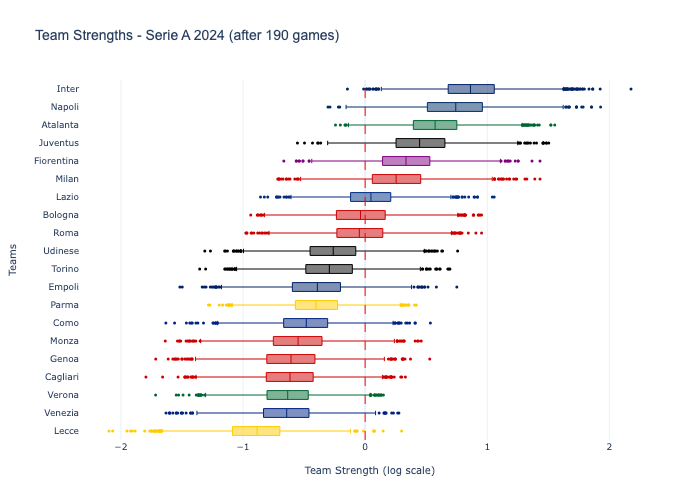 Team Strengths - Serie A 2024 (after 190 games)
Inter
Napoli
Atalanta
Juventus
Fiorentina
Milan
Lazio
Bologna
Roma
Udinese
Torino
Empoli
Parma
Como
Monza
Genoa
Cagliari
Verona
Venezia
Lecce
Teams
−2 −1 0 1 2
Team Strength (log scale)